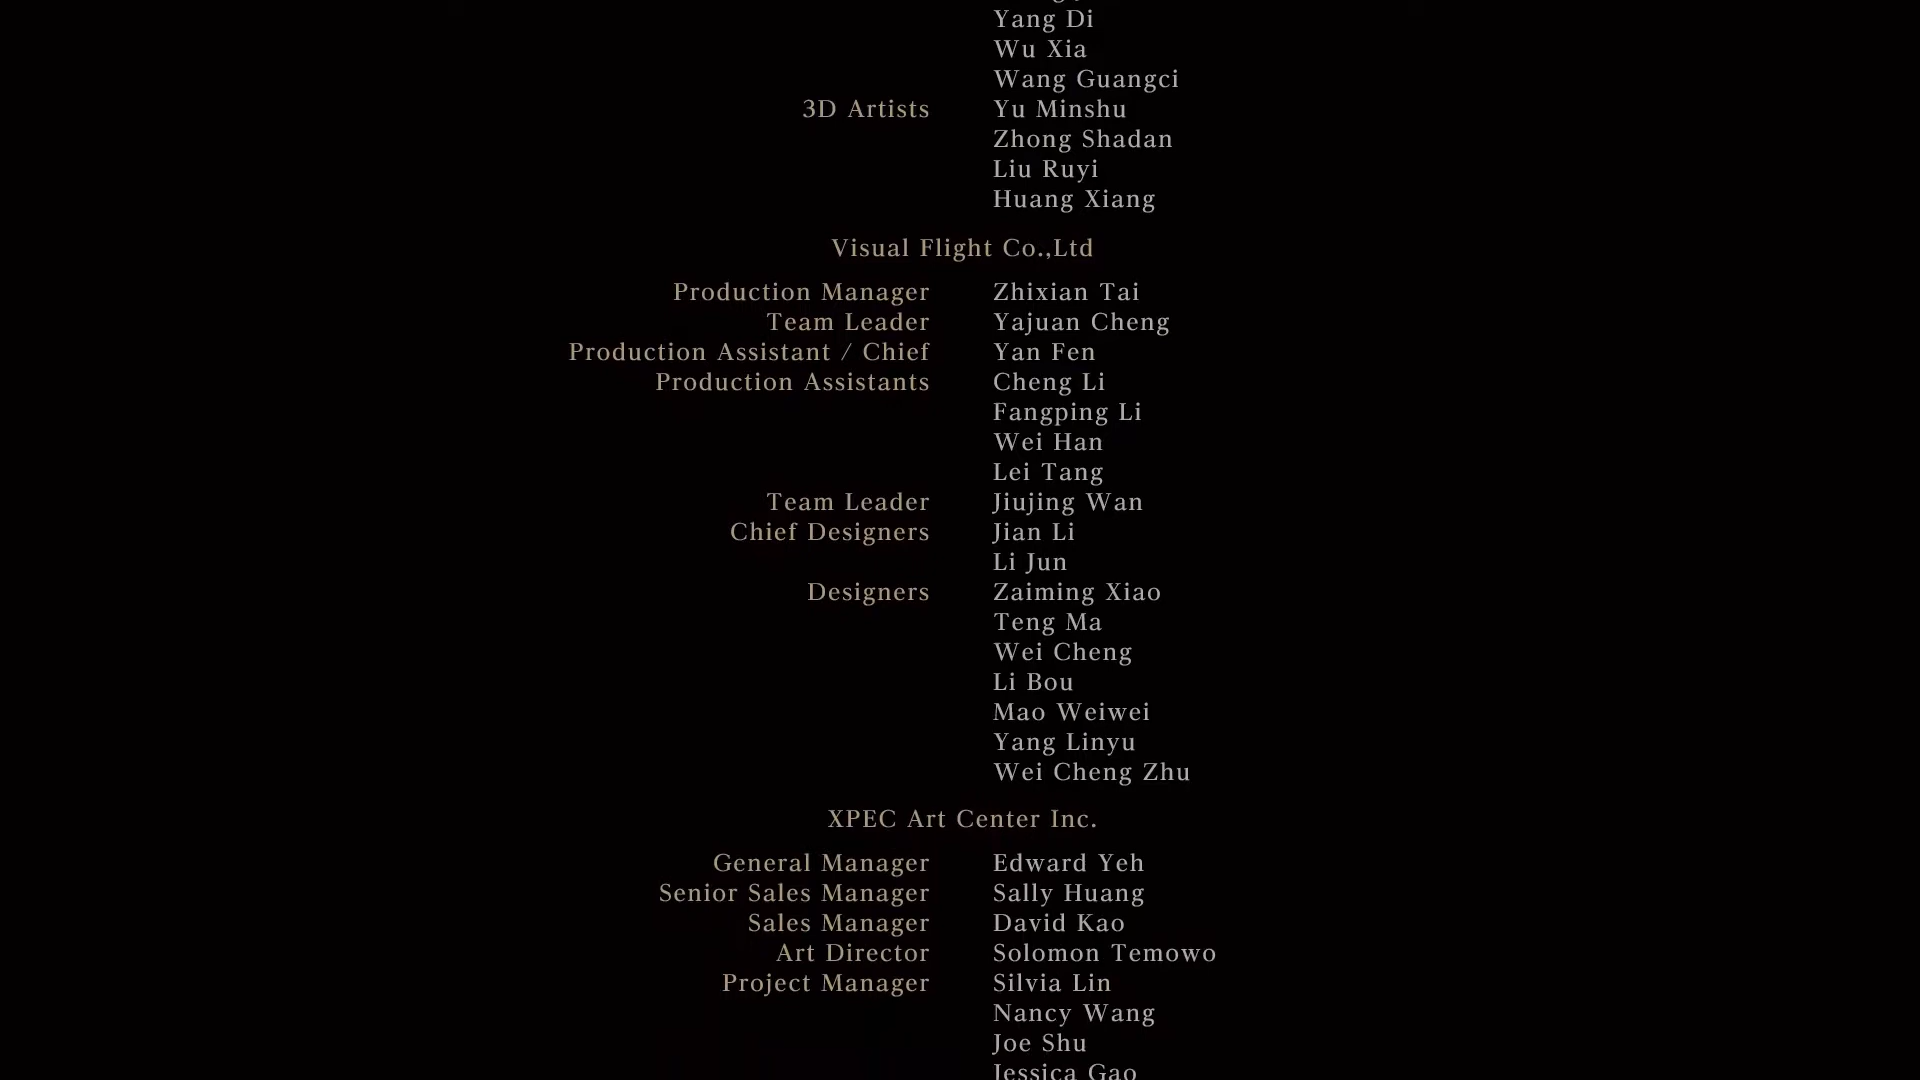 Yang Di
Wu Xia
Wang Guangci
3D Artists Yu Minshu
Zhong Shadan
Liu Ruyi
Huang Xiang
Visual Flight Co.,Ltd
Production Manager Zhixian Tai
Team Leader Yajuan Cheng
Production Assistant / Chief Yan Fen
Production Assistants Cheng Li
Fangping Li
Wei Han
Lei Tang
Team Leader Jiujing Wan
Chief Designers Jian Li
Li Jun
Designers Zaiming Xiao
Teng Ma
Wei Cheng
Li Bou
Mao Weiwei
Yang Linyu
Wei Cheng Zhu
XPEC Art Center Inc.
General Manager Edward Yeh
Senior Sales Manager Sally Huang
Sales Manager David Kao
Art Director Solomon Temowo
Project Manager Silvia Lin
Nancy Wang
Joe Shu
Jessica Gao